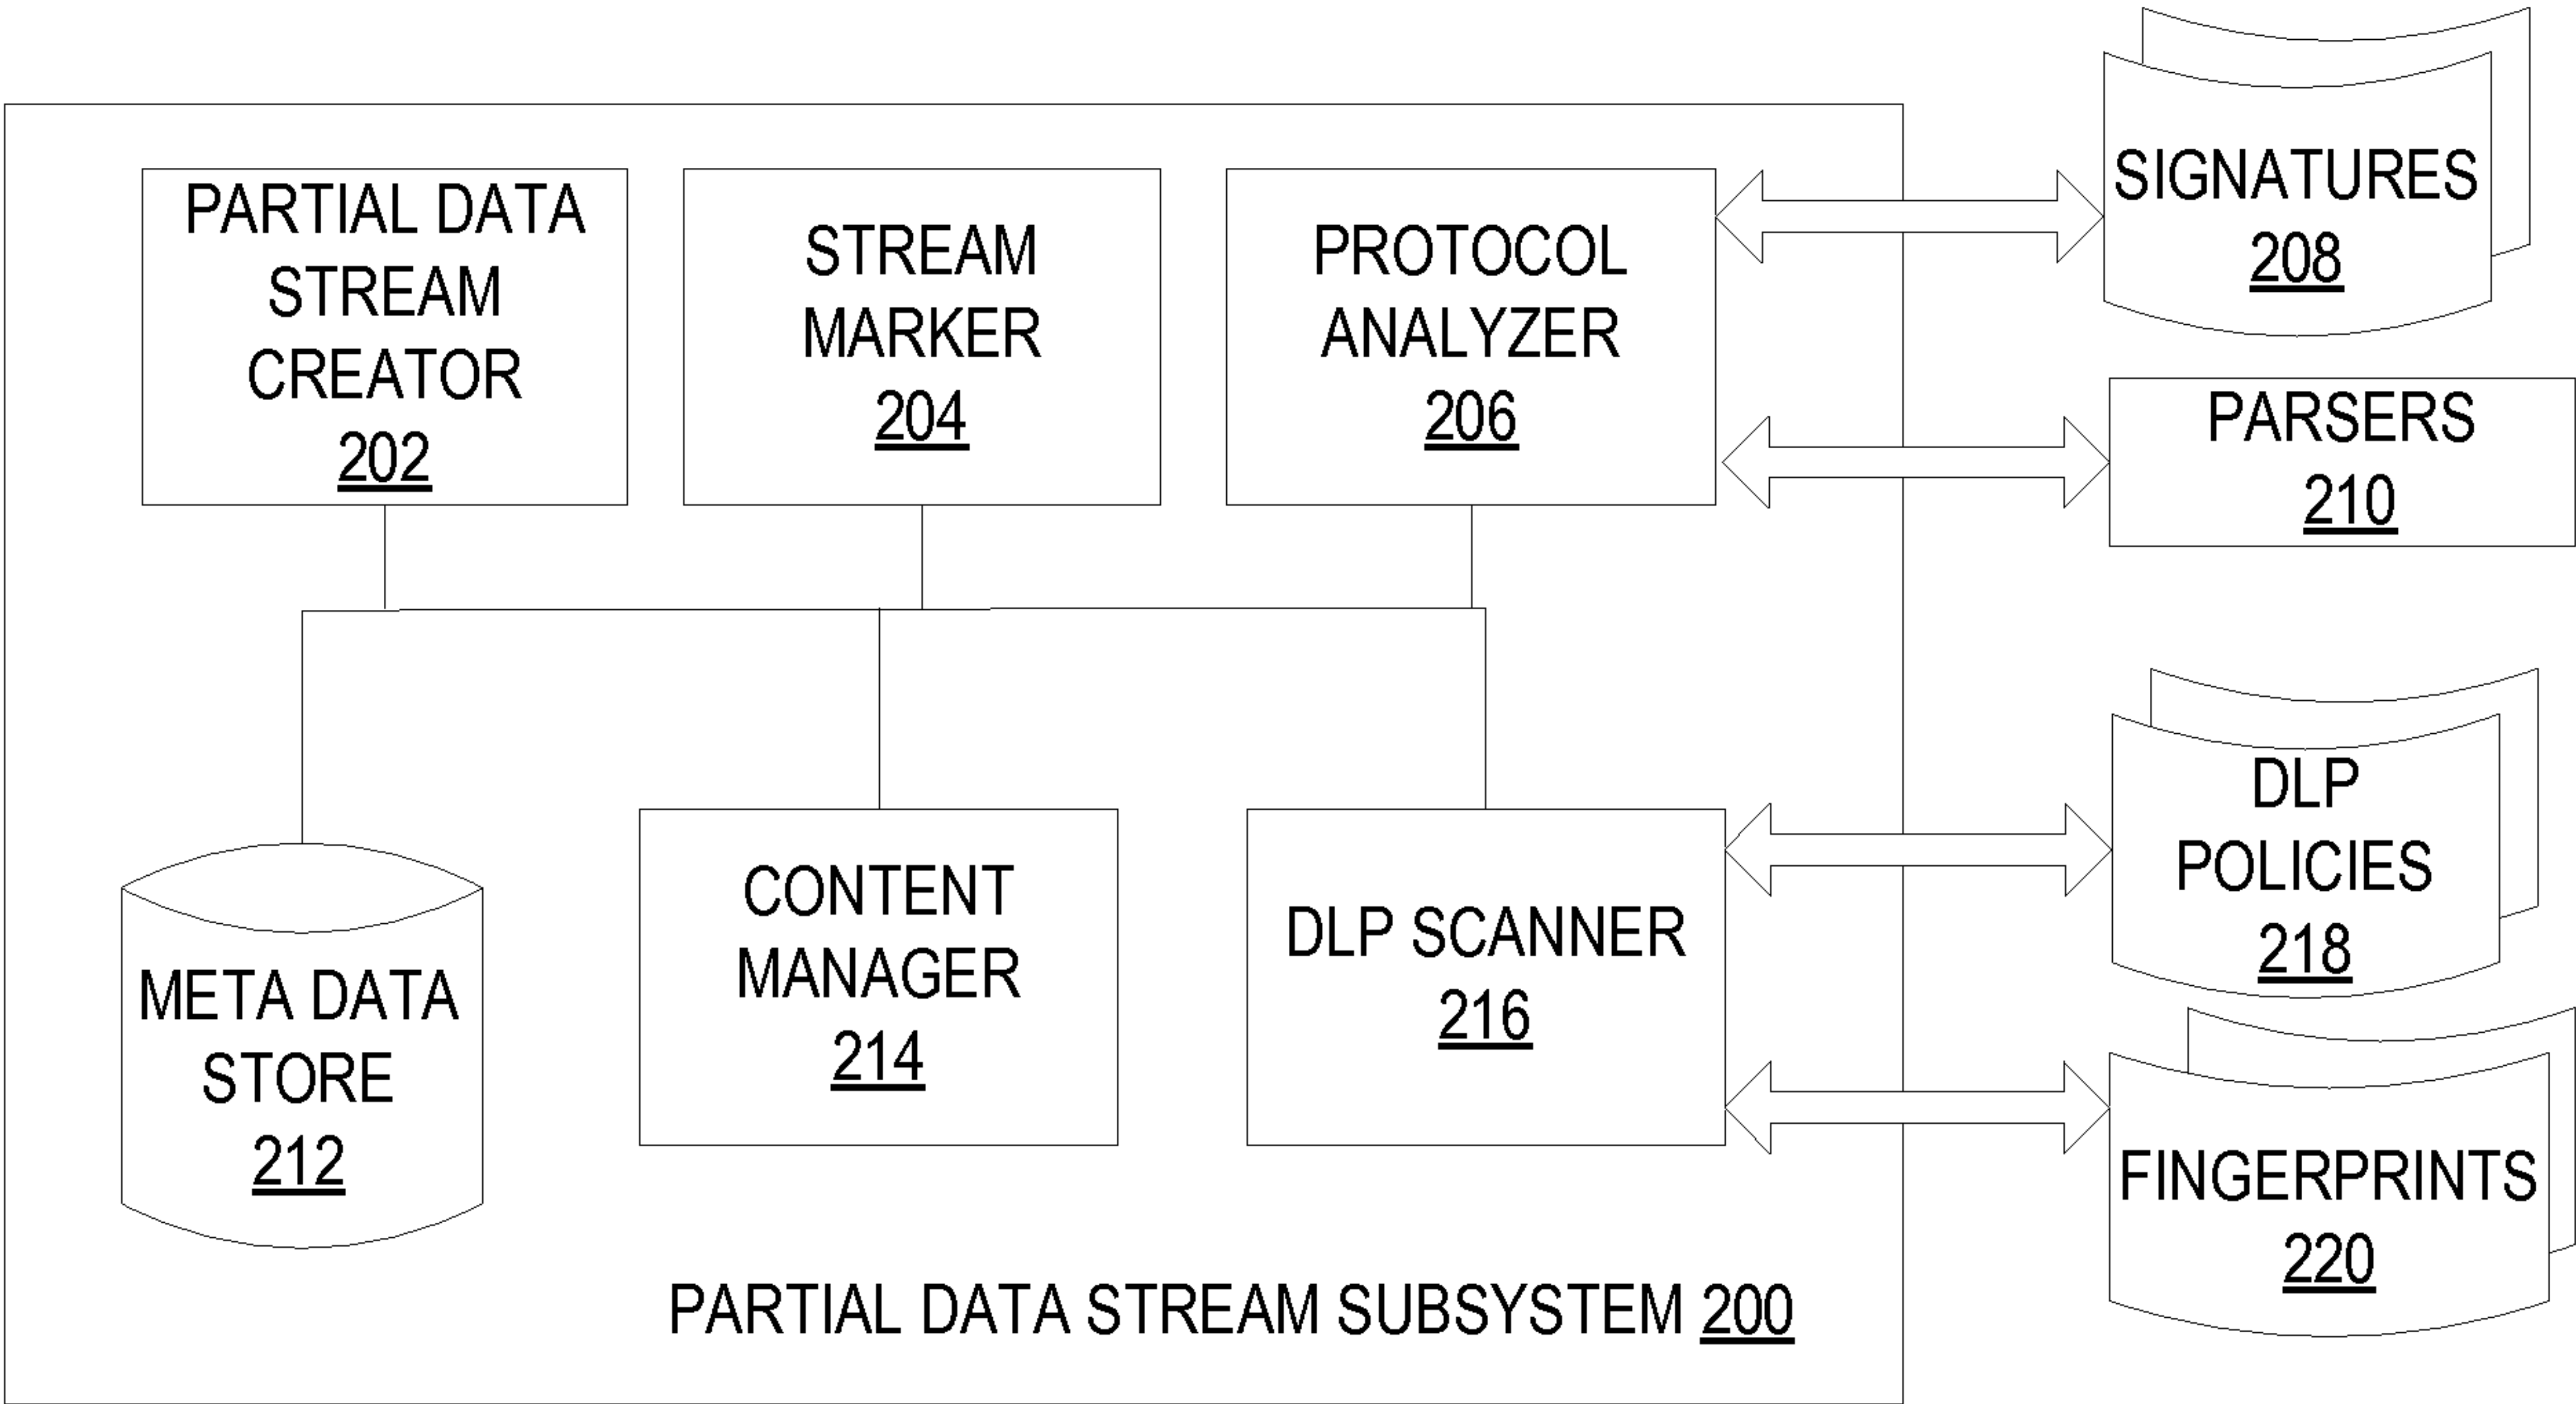 PARTIAL DATA
STREAM
CREATOR
202
STREAM
MARKER
204
PROTOCOL
ANALYZER
206
SIGNATURES
208
PARSERS
210
META DATA
STORE
212
CONTENT
MANAGER
214
DLP SCANNER
216
DLP
POLICIES
218
FINGERPRINTS
220
PARTIAL DATA STREAM SUBSYSTEM 200